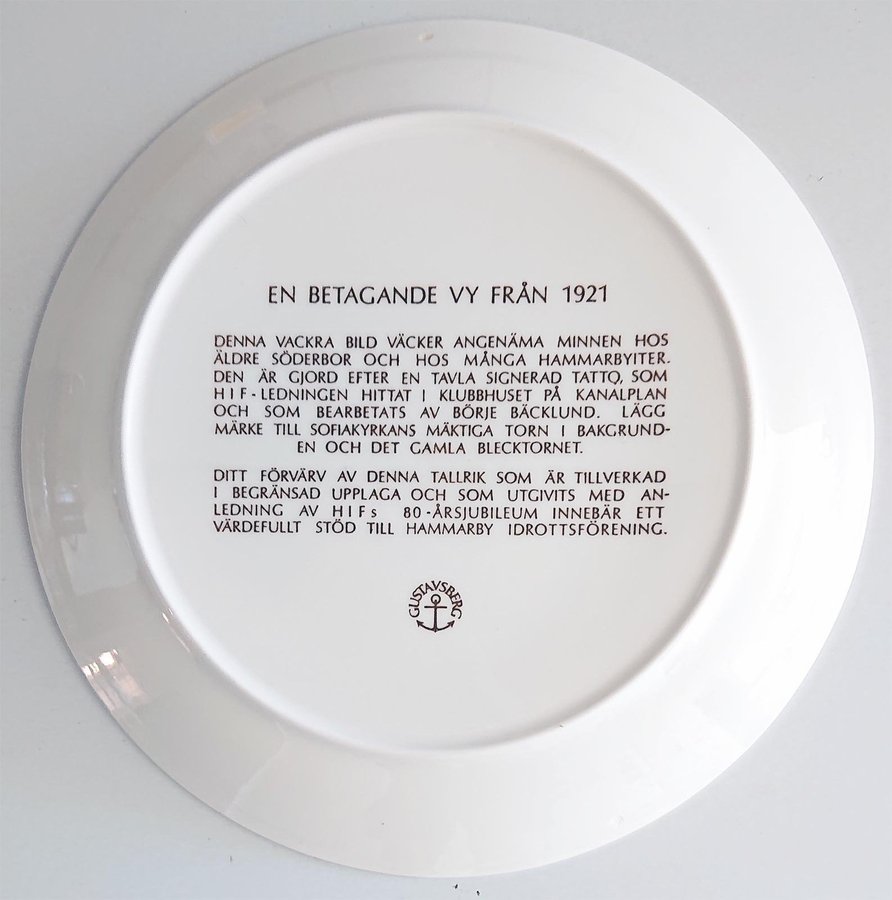 EN BETAGANDE VY FRÅN 1921
DENNA VACKRA BILD VÄCKER ANGENÄMA MINNEN HOS
ÄLDRE SÖDERBOR OCH HOS MÅNGA HAMMARBYITER.
DEN ÄR GJORD EFTER EN TAVLA SIGNERAD TATTO, SOM
HIF-LEDNINGEN HITTAT I KLUBBHUSET PÅ KANALPLAN
OCH SOM BEARBETATS AV BÖRJE BÄCKLUND. LÄGG
MÄRKE TILL SOFIAKYRKANS MÄKTIGA TORN I BAKGRUND-
EN OCH DET GAMLA BLECKTORNET.
DITT FÖRVÄRV AV DENNA TALLRIK SOM ÄR TILLVERKAD
I BEGRÄNSAD UPPLAGA OCH SOM UTGIVITS MED AN-
LEDNING AV HIFs 80-ÅRSJUBILEUM INNEBÄR ETT
VÄRDEFULLT STÖD TILL HAMMARBY IDROTTSFÖRENING.
GUSTAVSBERG